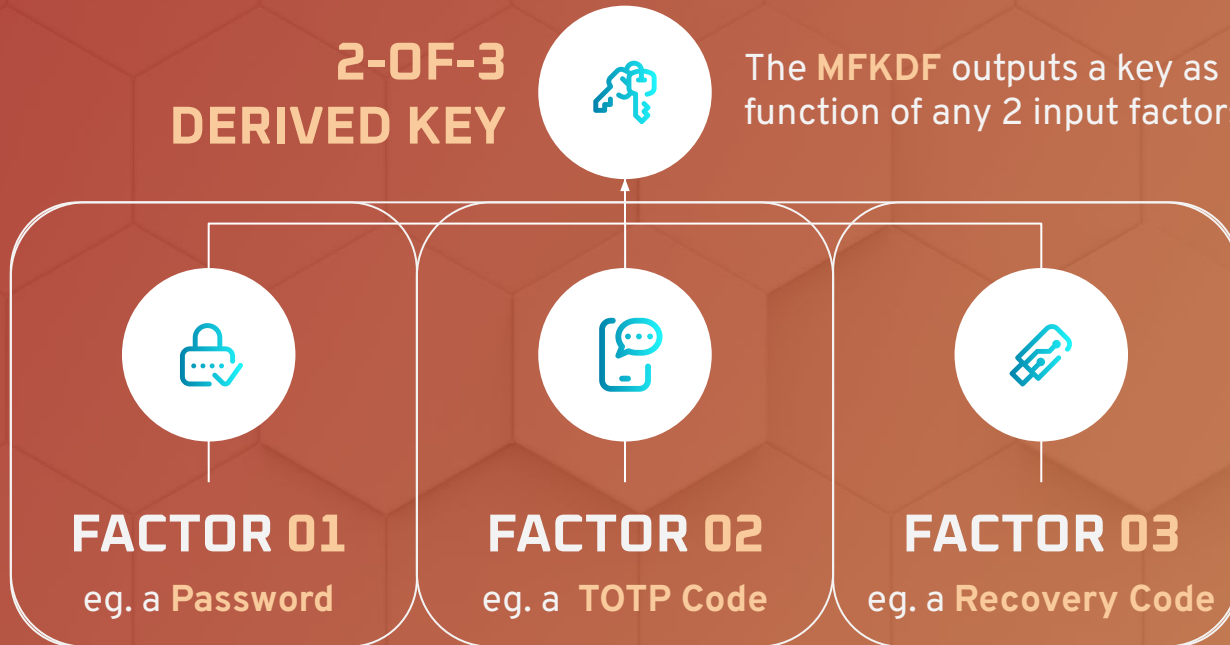 2-OF-3
DERIVED KEY
The MFKDF outputs a key as
function of any 2 input factor
FACTOR 01
eg. a Password
FACTOR 02
eg. a TOTP Code
FACTOR 03
eg. a Recovery Code